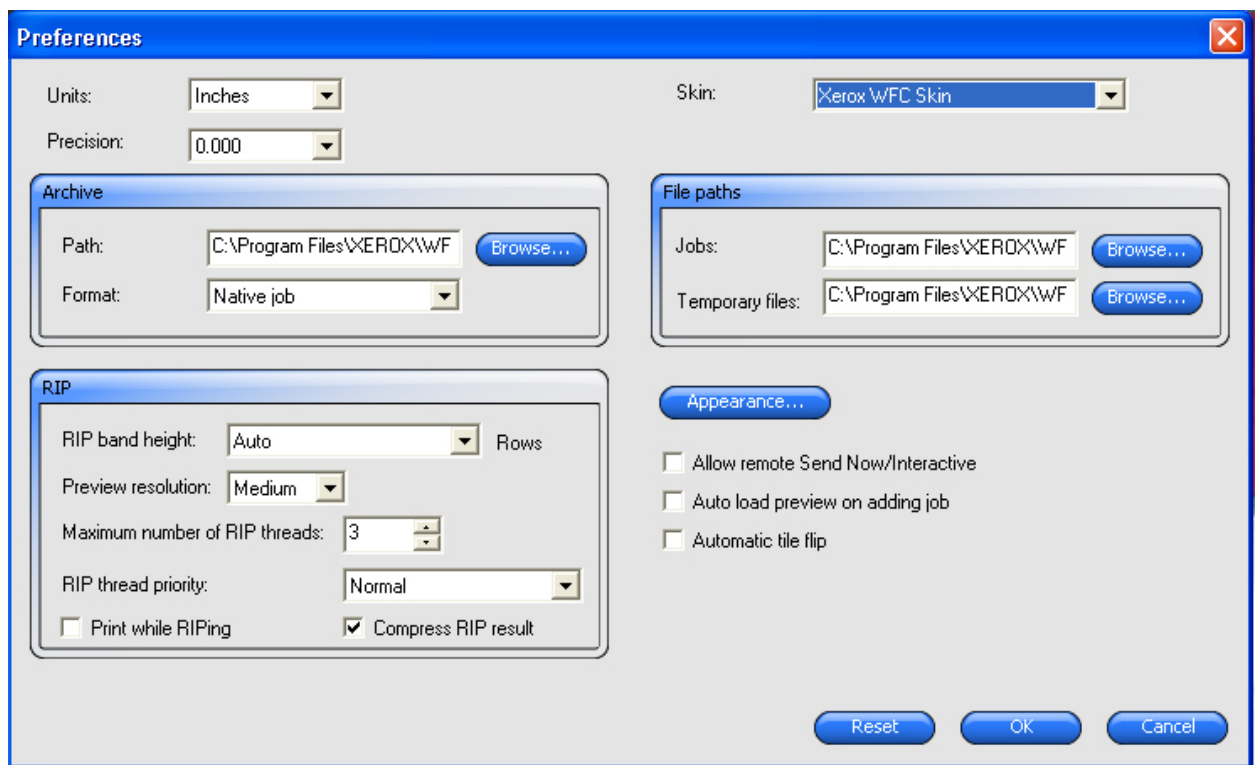 Preferences
Units: Inches
Skin: Xerox WFC Skin
Precision: 0.000
Archive
Path: C:\Program Files\XEROX\WF Browse...
Format: Native job
File paths
Jobs: C:\Program Files\XEROX\WF Browse...
Temporary files: C:\Program Files\XEROX\WF Browse...
RIP
RIP band height: Auto Rows
Preview resolution: Medium
Maximum number of RIP threads: 3
RIP thread priority: Normal
Print while RIPing Compress RIP result
Appearance...
Allow remote Send Now/Interactive
Auto load preview on adding job
Automatic tile flip
Reset OK Cancel